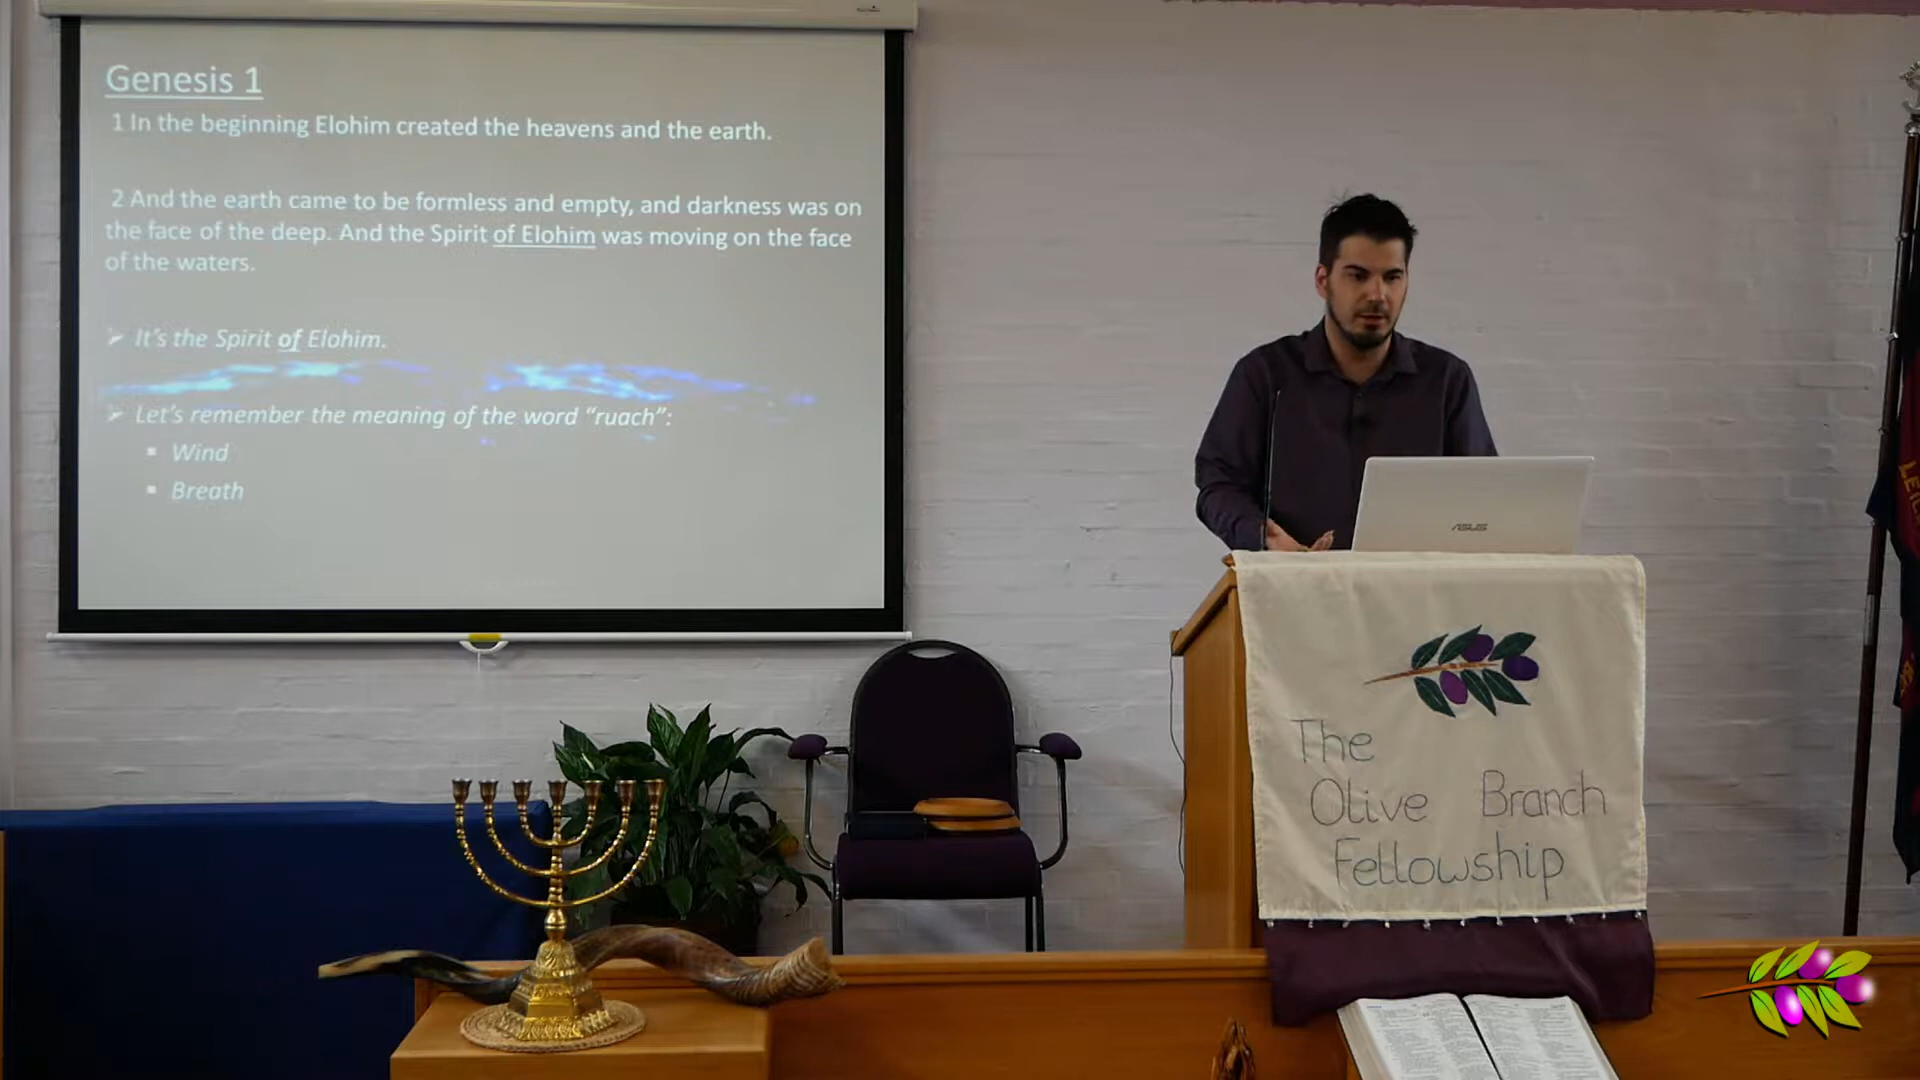 Genesis 1
1 In the beginning Elohim created the heavens and the earth.
2 And the earth came to be formless and empty, and darkness was on
the face of the deep. And the Spirit of Elohim was moving on the face
of the waters.
➢ It’s the Spirit of Elohim.
➢ Let’s remember the meaning of the word “ruach”:
▪ Wind
▪ Breath
ASUS
The
Olive Branch
Fellowship